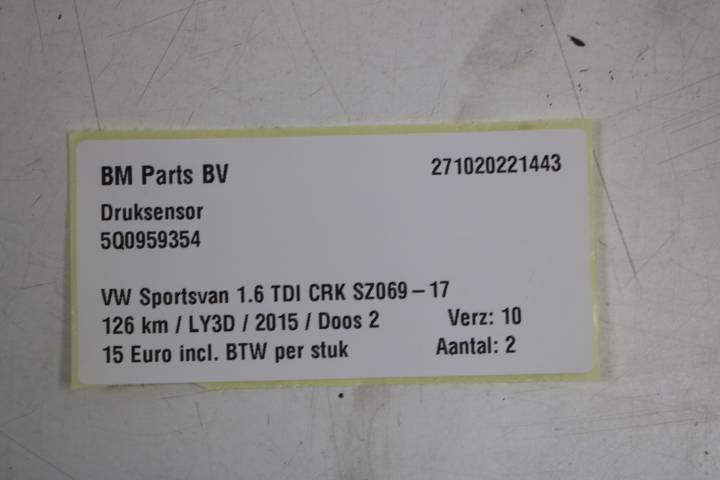 BM Parts BV 271020221443
Druksensor
5Q0959354
VW Sportsvan 1.6 TDI CRK SZ069-17
126 km / LY3D / 2015 / Doos 2 Verz: 10
15 Euro incl. BTW per stuk Aantal: 2